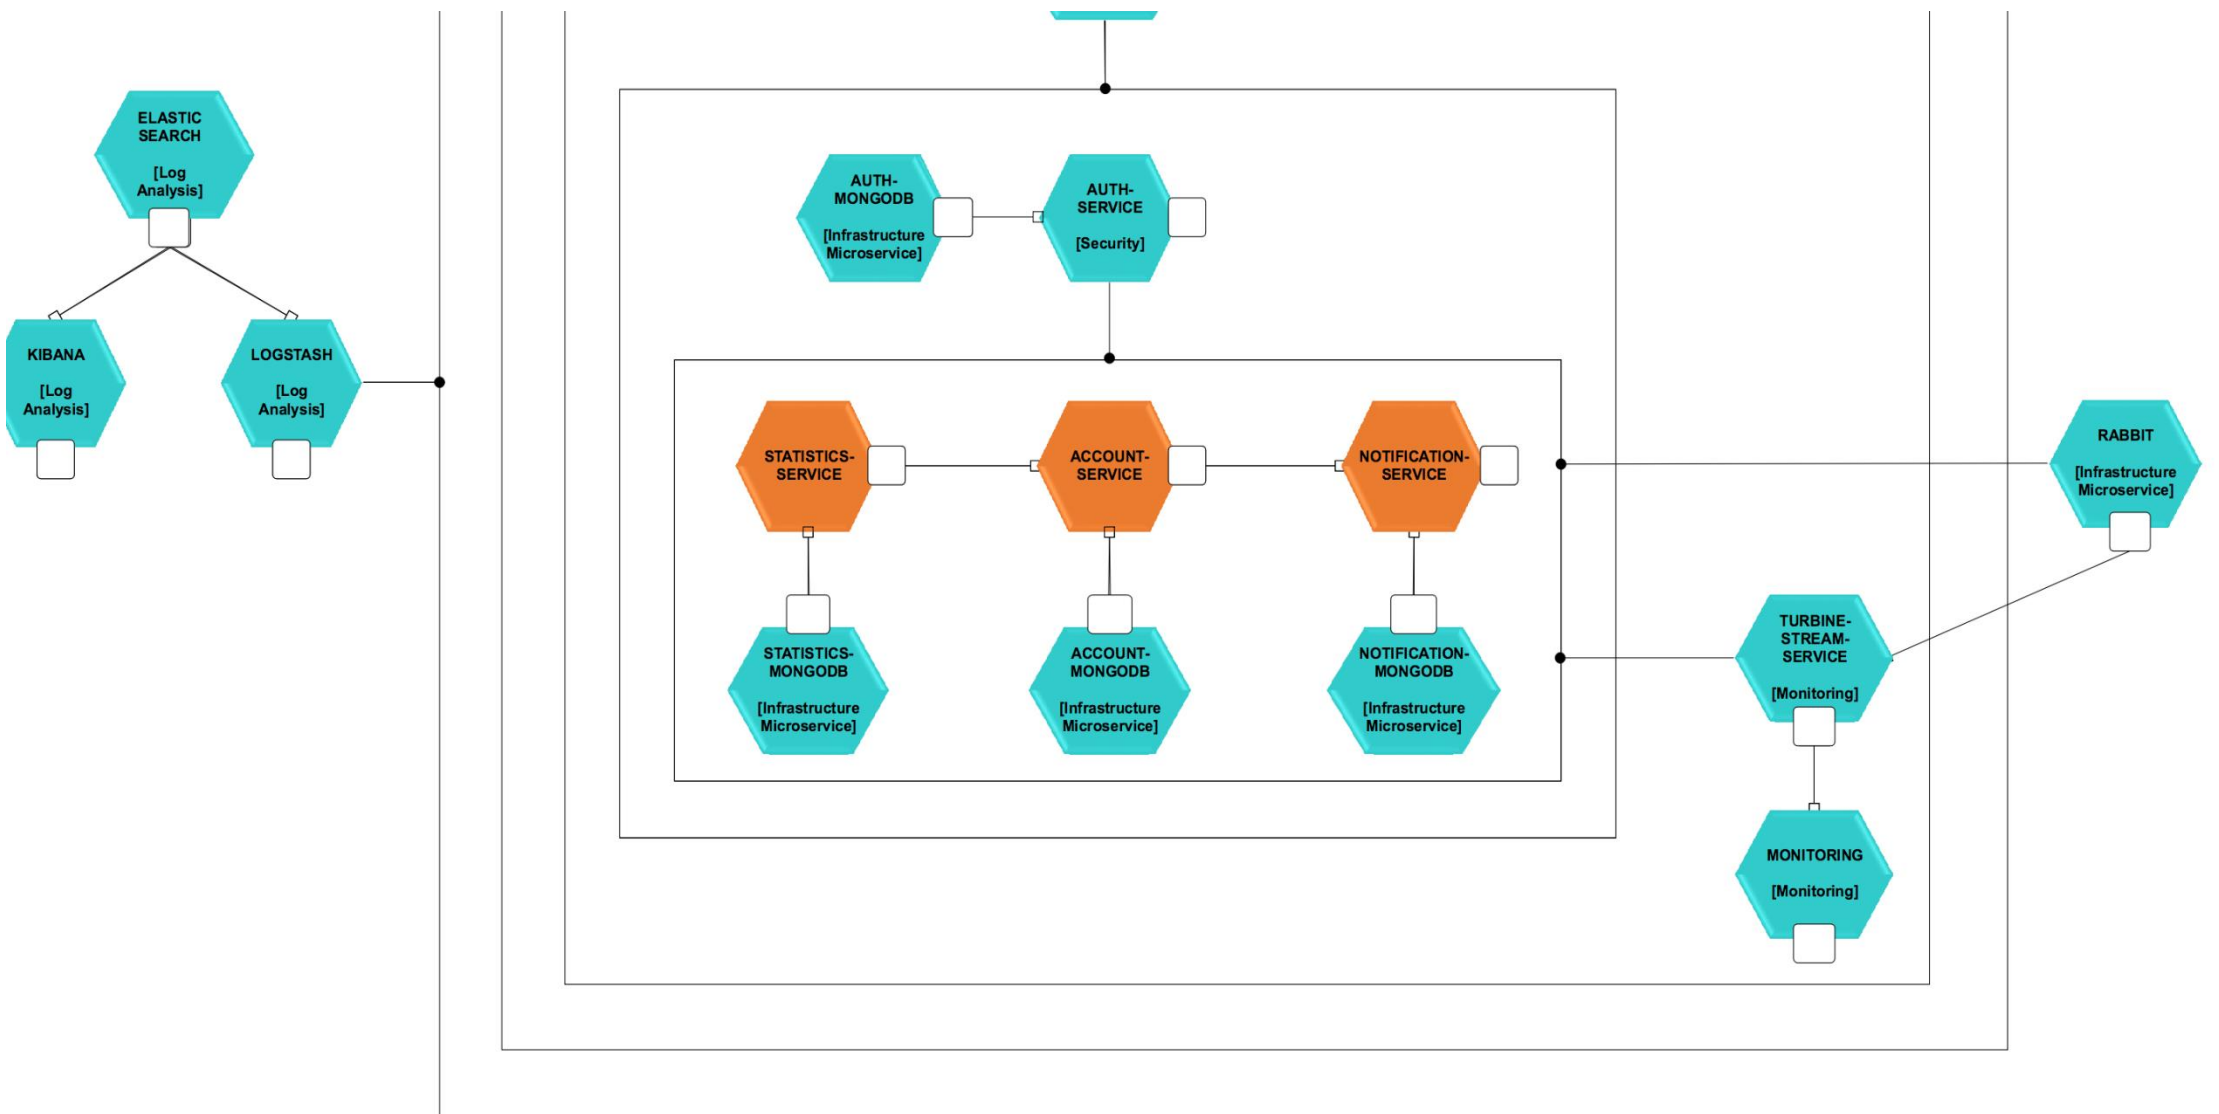 ELASTIC
SEARCH
[Log
Analysis]
KIBANA
[Log
Analysis]
LOGSTASH
[Log
Analysis]
AUTH-
MONGODB
[Infrastructure
Microservice]
AUTH-
SERVICE
[Security]
STATISTICS-
SERVICE
ACCOUNT-
SERVICE
NOTIFICATION-
SERVICE
STATISTICS-
MONGODB
[Infrastructure
Microservice]
ACCOUNT-
MONGODB
[Infrastructure
Microservice]
NOTIFICATION-
MONGODB
[Infrastructure
Microservice]
RABBIT
[Infrastructure
Microservice]
TURBINE-
STREAM-
SERVICE
[Monitoring]
MONITORING
[Monitoring]